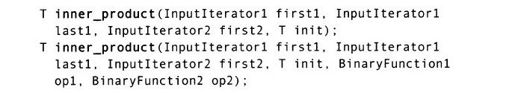 T inner_product(InputIterator1 first1, InputIterator1
last1, InputIterator2 first2, T init);
T inner_product(InputIterator1 first1, InputIterator1
last1, InputIterator2 first2, T init, BinaryFunction1
op1, BinaryFunction2 op2);